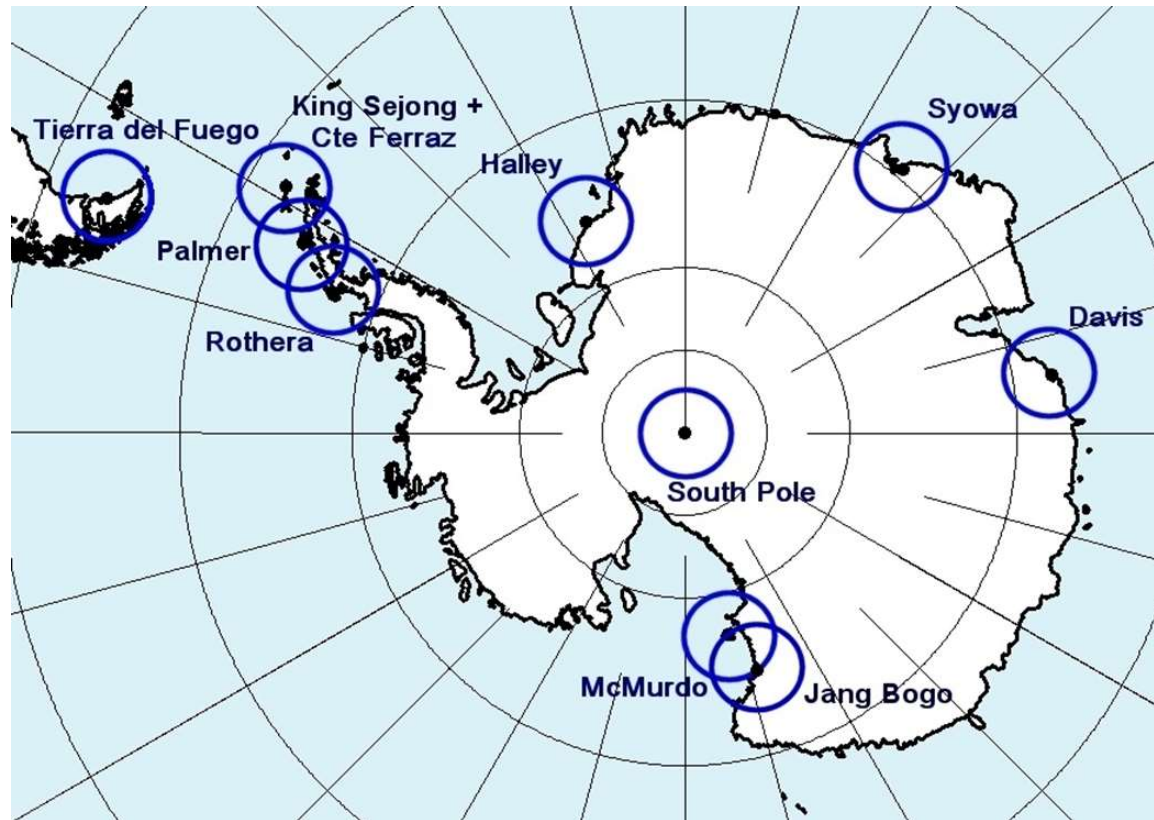 King Sejong +
Cte Ferraz
Tierra del Fuego
Syowa
Halley
Palmer
Davis
Rothera
South Pole
McMurdo
Jang Bogo